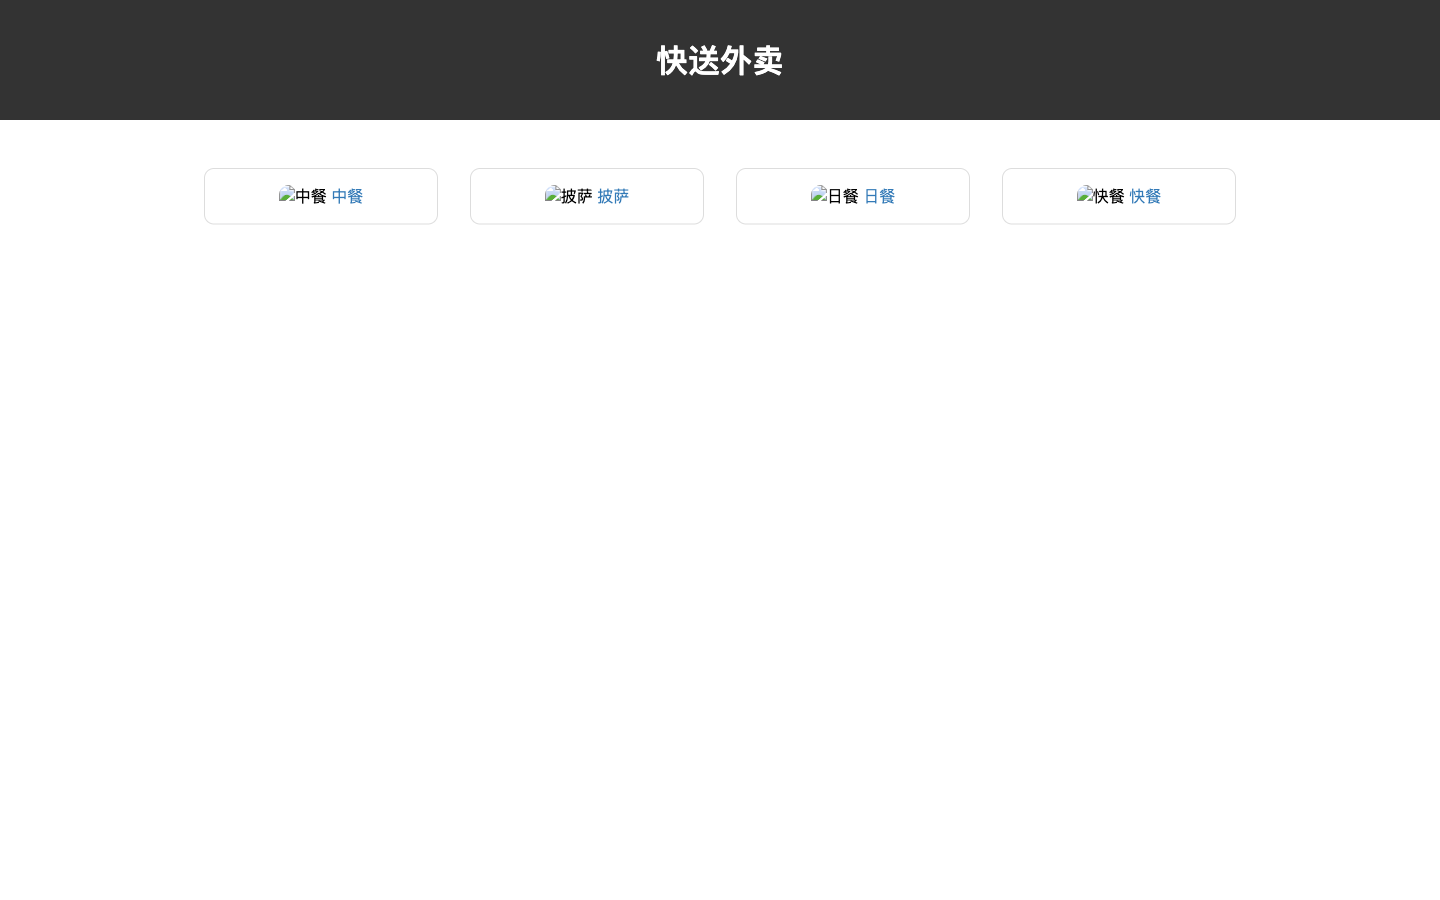 快送外卖
中餐 中餐
披萨 披萨
日餐 日餐
快餐 快餐